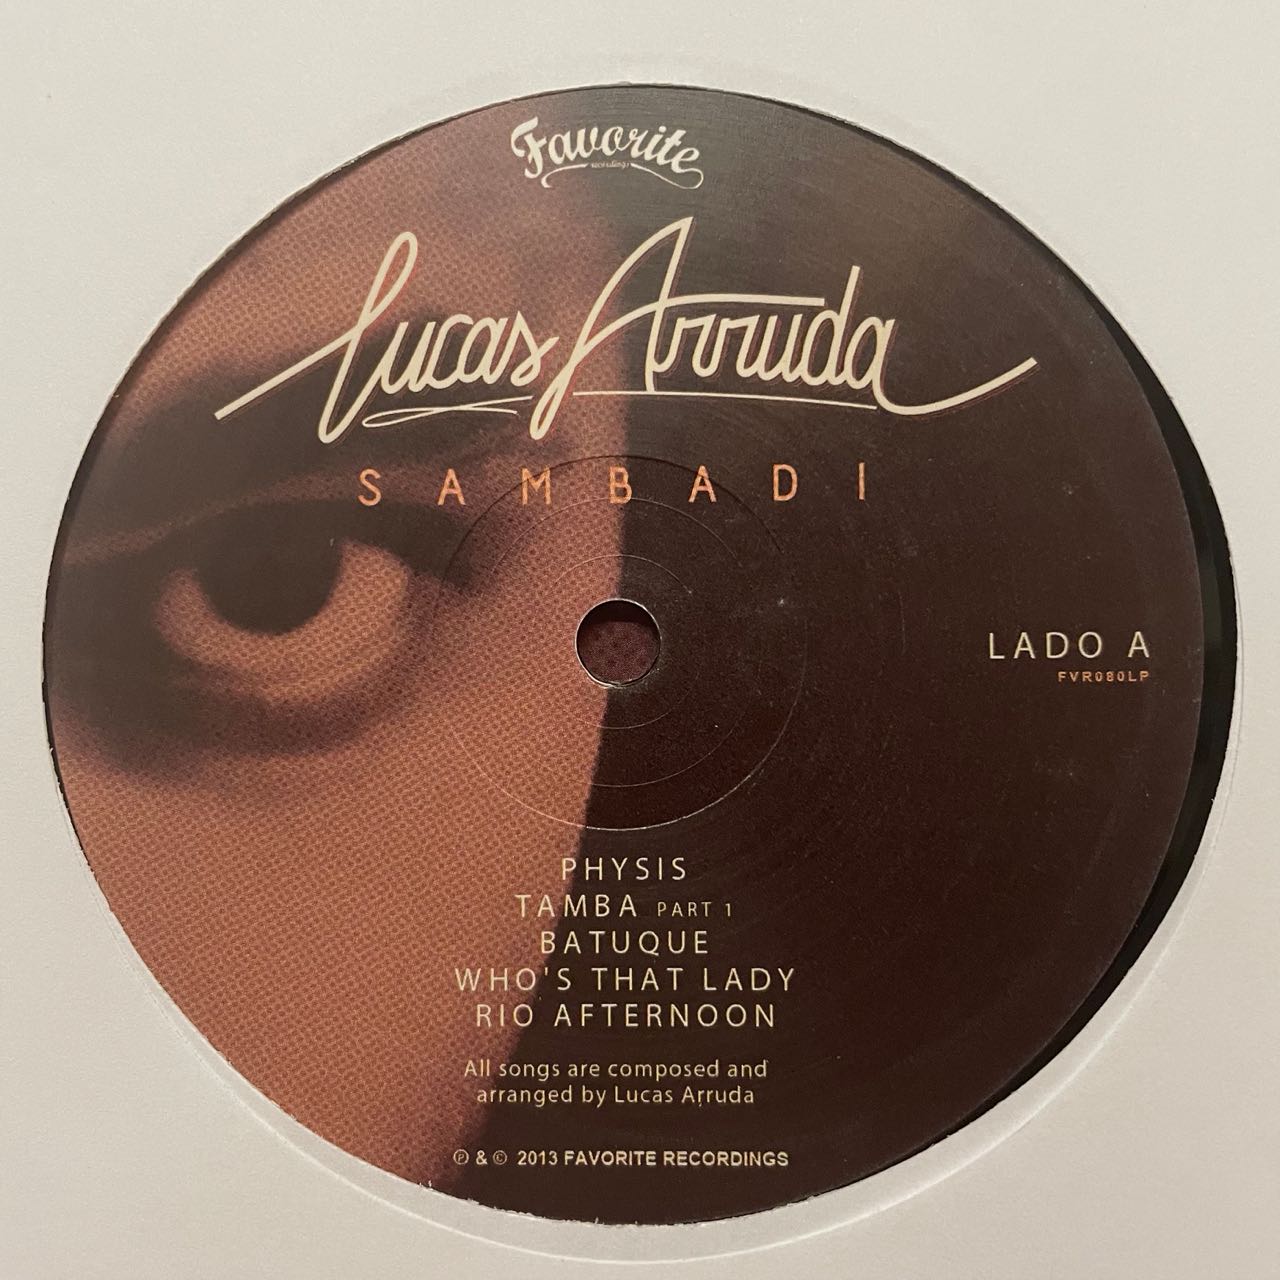 Favorite
recordings
Lucas Arruda
SAMBADI
LADO A
FVR080LP
PHYSIS
TAMBA PART 1
BATUQUE
WHO'S THAT LADY
RIO AFTERNOON
All songs are composed and
arranged by Lucas Arruda
℗ & © 2013 FAVORITE RECORDINGS